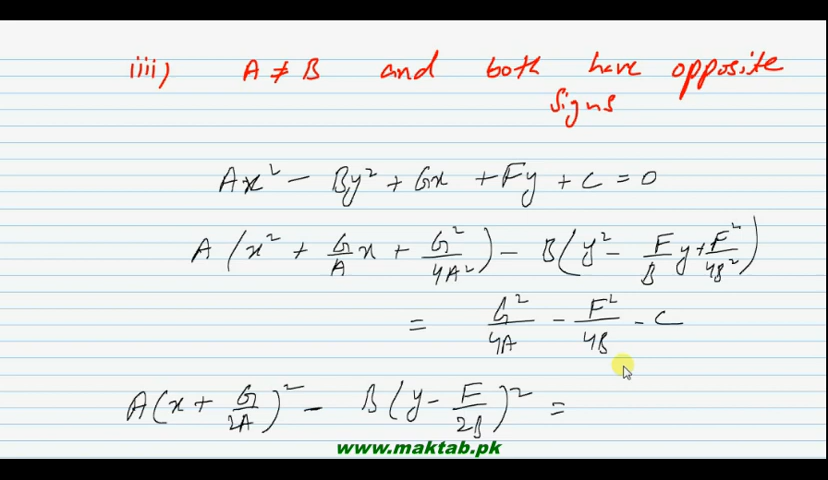 iiii) A ≠ B and both have opposite
signs
Ax² - By² + Gx + Fy + C = 0
A (x² + G/A x + G²/4A²) - B(y² - F/B y + F²/4B²)
= G²/4A - F²/4B - C
A(x + G/2A)² - B(y - F/2B)² =
www.maktab.pk